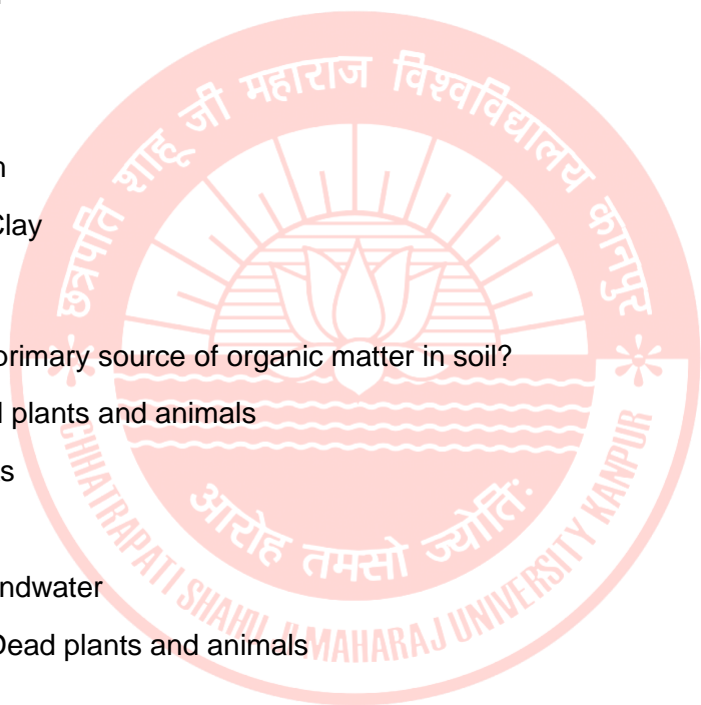 छत्रपति शाहू जी महाराज विश्वविद्यालय कानपुर
Clay
primary source of organic matter in soil?
plants and animals
Dead plants and animals
आरोह तमसो ज्योतिः
CHHATRAPATI SHAHU JI MAHARAJ UNIVERSITY KANPUR